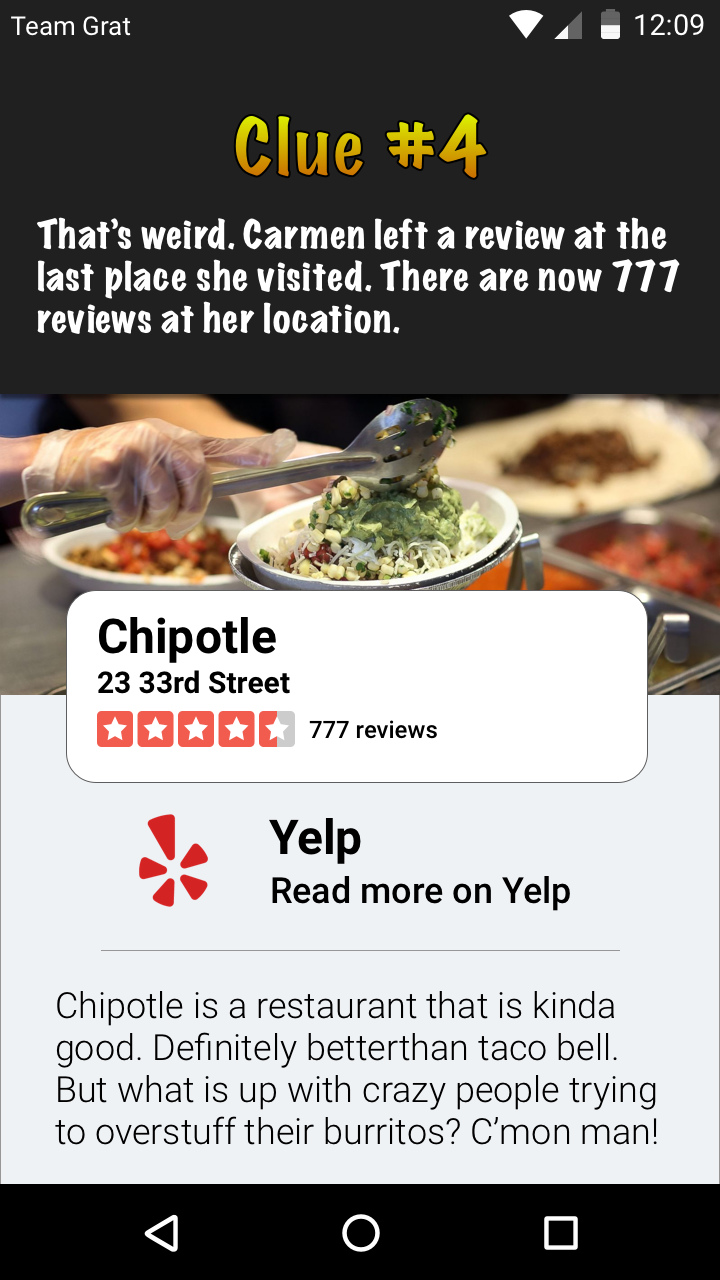 Team Grat
12:09
Clue #4
That's weird. Carmen left a review at the
last place she visited. There are now 777
reviews at her location.
Chipotle
23 33rd Street
777 reviews
Yelp
Read more on Yelp
Chipotle is a restaurant that is kinda
good. Definitely betterthan taco bell.
But what is up with crazy people trying
to overstuff their burritos? C'mon man!